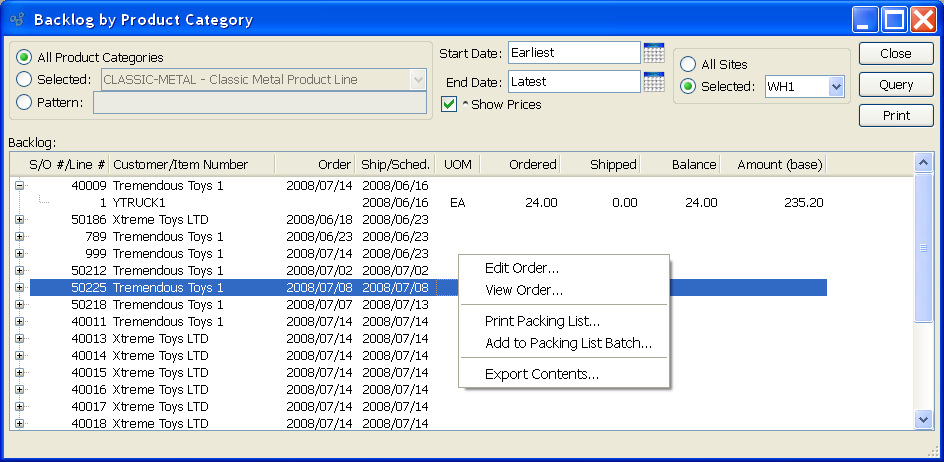 Backlog by Product Category
All Product Categories
Selected: CLASSIC-METAL - Classic Metal Product Line
Pattern:
Start Date: Earliest
End Date: Latest
^ Show Prices
All Sites
Selected: WH1
Close
Query
Print
Backlog:
S/O #/Line # Customer/Item Number Order Ship/Sched. UOM Ordered Shipped Balance Amount (base)
40009 Tremendous Toys 1 2008/07/14 2008/06/16
1 YTRUCK1 2008/06/16 EA 24.00 0.00 24.00 235.20
50186 Xtreme Toys LTD 2008/06/18 2008/06/23
789 Tremendous Toys 1 2008/06/23 2008/06/23
999 Tremendous Toys 1 2008/07/14 2008/06/23
50212 Tremendous Toys 1 2008/07/02 2008/07/02
50225 Tremendous Toys 1 2008/07/08 2008/07/08
50218 Tremendous Toys 1 2008/07/07 2008/07/13
40011 Tremendous Toys 1 2008/07/14 2008/07/14
40013 Xtreme Toys LTD 2008/07/14 2008/07/14
40014 Xtreme Toys LTD 2008/07/14 2008/07/14
40015 Xtreme Toys LTD 2008/07/14 2008/07/14
40016 Xtreme Toys LTD 2008/07/14 2008/07/14
40017 Xtreme Toys LTD 2008/07/14 2008/07/14
40018 Xtreme Toys LTD 2008/07/14 2008/07/14
Edit Order...
View Order...
Print Packing List...
Add to Packing List Batch...
Export Contents...